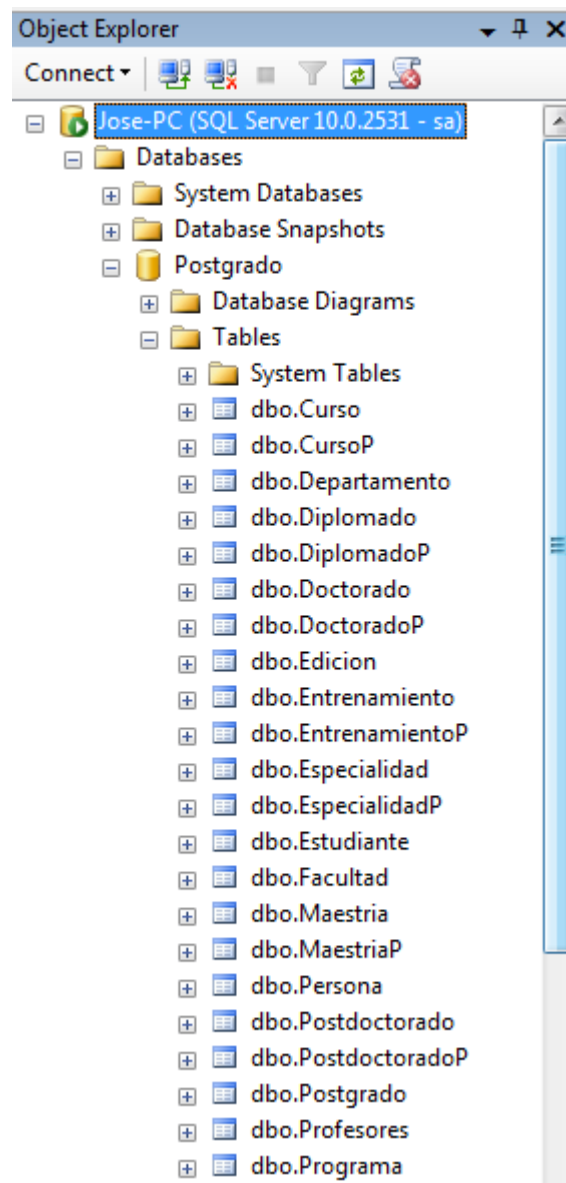 Object Explorer
Connect
Jose-PC (SQL Server 10.0.2531 - sa)
Databases
System Databases
Database Snapshots
Postgrado
Database Diagrams
Tables
System Tables
dbo.Curso
dbo.CursoP
dbo.Departamento
dbo.Diplomado
dbo.DiplomadoP
dbo.Doctorado
dbo.DoctoradoP
dbo.Edicion
dbo.Entrenamiento
dbo.EntrenamientoP
dbo.Especialidad
dbo.EspecialidadP
dbo.Estudiante
dbo.Facultad
dbo.Maestria
dbo.MaestriaP
dbo.Persona
dbo.Postdoctorado
dbo.PostdoctoradoP
dbo.Postgrado
dbo.Profesores
dbo.Programa